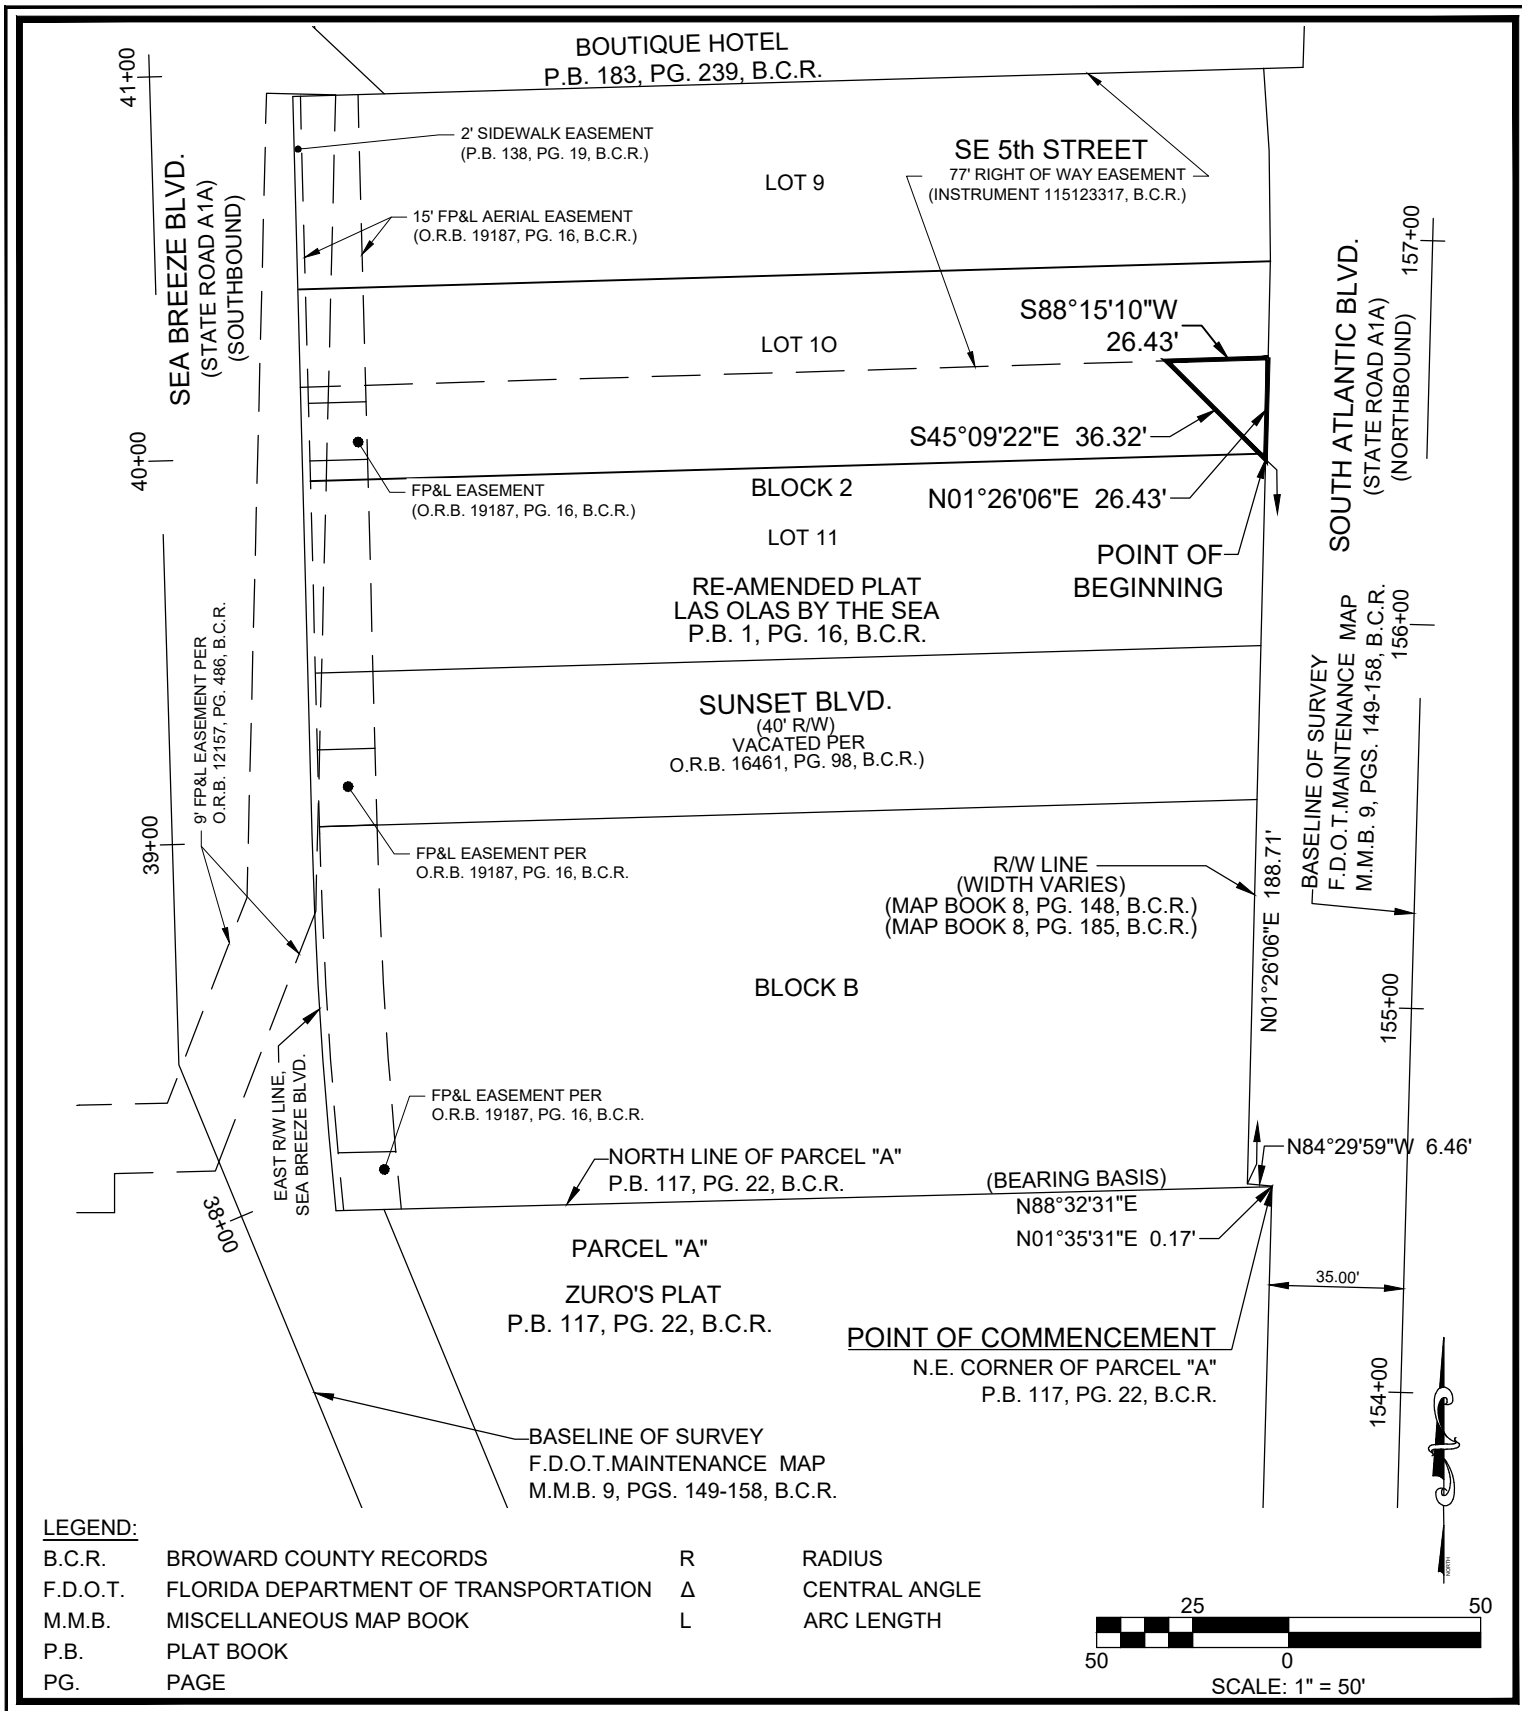 BOUTIQUE HOTEL
P.B. 183, PG. 239, B.C.R.
41+00
2' SIDEWALK EASEMENT
(P.B. 138, PG. 19, B.C.R.)
SE 5th STREET
77' RIGHT OF WAY EASEMENT
(INSTRUMENT 115123317, B.C.R.)
LOT 9
SEA BREEZE BLVD.
(STATE ROAD A1A)
(SOUTHBOUND)
15' FP&L AERIAL EASEMENT
(O.R.B. 19187, PG. 16, B.C.R.)
157+00
SOUTH ATLANTIC BLVD.
(STATE ROAD A1A)
(NORTHBOUND)
S88°15'10"W
26.43'
LOT 1O
S45°09'22"E 36.32'
40+00
FP&L EASEMENT
(O.R.B. 19187, PG. 16, B.C.R.)
BLOCK 2
N01°26'06"E 26.43'
LOT 11
POINT OF
BEGINNING
RE-AMENDED PLAT
LAS OLAS BY THE SEA
P.B. 1, PG. 16, B.C.R.
156+00
BASELINE OF SURVEY
F.D.O.T.MAINTENANCE MAP
M.M.B. 9, PGS. 149-158, B.C.R.
9' FP&L EASEMENT PER
O.R.B. 12157, PG. 486, B.C.R.
SUNSET BLVD.
(40' R/W)
VACATED PER
O.R.B. 16461, PG. 98, B.C.R.)
39+00
FP&L EASEMENT PER
O.R.B. 19187, PG. 16, B.C.R.
R/W LINE
(WIDTH VARIES)
(MAP BOOK 8, PG. 148, B.C.R.)
(MAP BOOK 8, PG. 185, B.C.R.)
N01°26'06"E 188.71'
BLOCK B
155+00
EAST R/W LINE,
SEA BREEZE BLVD.
FP&L EASEMENT PER
O.R.B. 19187, PG. 16, B.C.R.
N84°29'59"W 6.46'
NORTH LINE OF PARCEL "A"
P.B. 117, PG. 22, B.C.R.
(BEARING BASIS)
N88°32'31"E
N01°35'31"E 0.17'
38+00
PARCEL "A"
ZURO'S PLAT
P.B. 117, PG. 22, B.C.R.
35.00'
POINT OF COMMENCEMENT
N.E. CORNER OF PARCEL "A"
P.B. 117, PG. 22, B.C.R.
154+00
BASELINE OF SURVEY
F.D.O.T.MAINTENANCE MAP
M.M.B. 9, PGS. 149-158, B.C.R.
NORTH
LEGEND:
B.C.R. BROWARD COUNTY RECORDS R RADIUS
F.D.O.T. FLORIDA DEPARTMENT OF TRANSPORTATION Δ CENTRAL ANGLE
M.M.B. MISCELLANEOUS MAP BOOK L ARC LENGTH
P.B. PLAT BOOK
PG. PAGE
25 50
50 0
SCALE: 1" = 50'